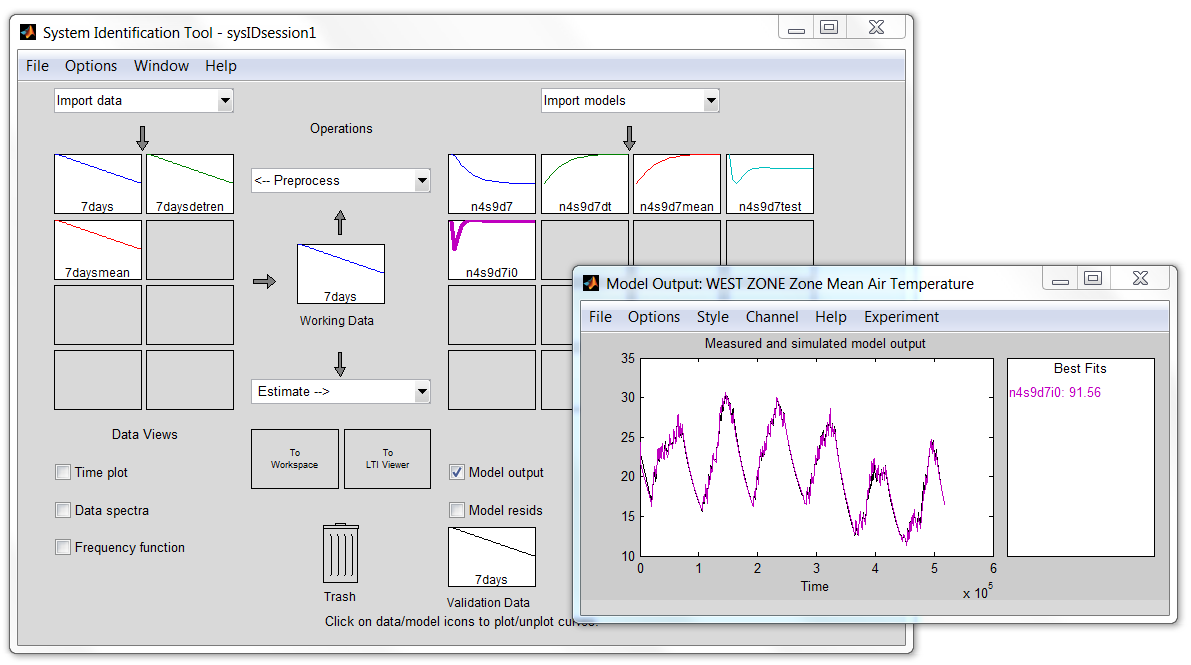 System Identification Tool - sysIDsession1
File Options Window Help
Import data
Import models
Operations
7days
7daysdetren
<-- Preprocess
n4s9d7
n4s9d7dt
n4s9d7mean
n4s9d7test
7daysmean
n4s9d7i0
7days
Working Data
Estimate -->
Data Views
To
Workspace
To
LTI Viewer
Time plot
Data spectra
Frequency function
Model output
Model resids
Trash
7days
Validation Data
Click on data/model icons to plot/unplot curves.
Model Output: WEST ZONE Zone Mean Air Temperature
File Options Style Channel Help Experiment
Measured and simulated model output
35
30
25
20
15
10
0 1 2 3 4 5 6
Time
x 10^5
Best Fits
n4s9d7i0: 91.56